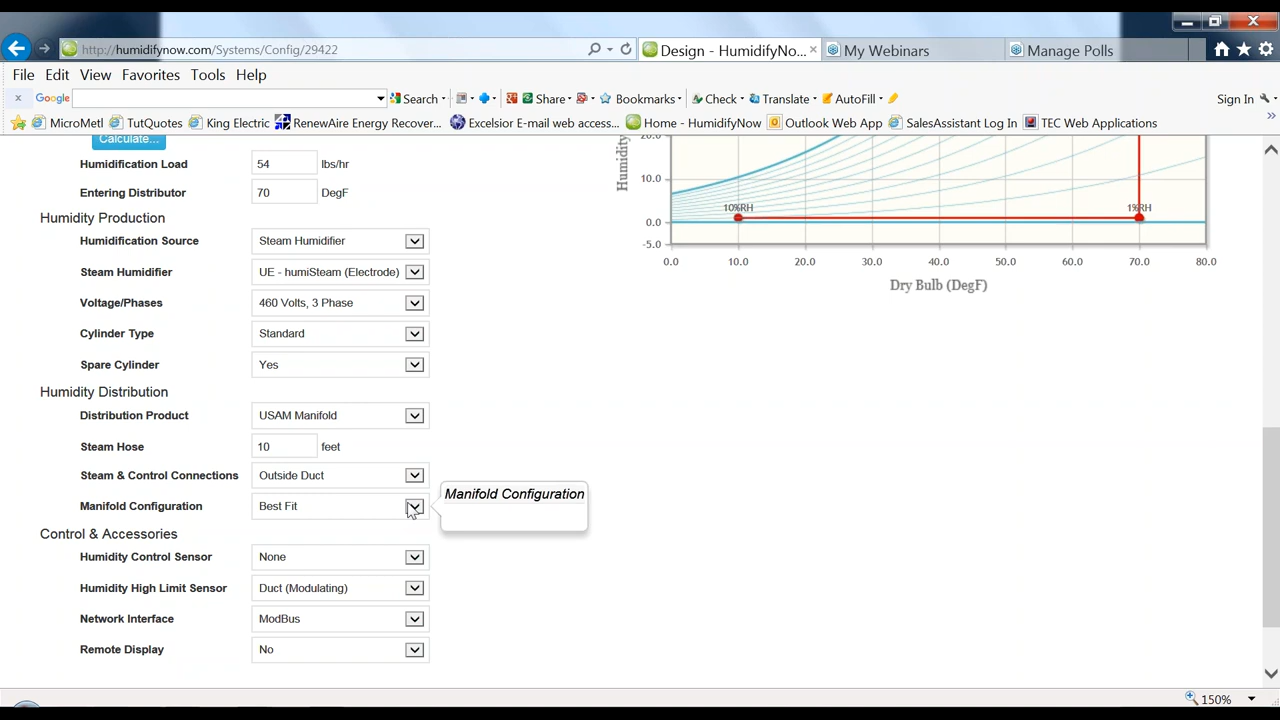 http://humidifynow.com/Systems/Config/29422
Design - HumidifyNo...
My Webinars
Manage Polls
File Edit View Favorites Tools Help
x Google Search Share Bookmarks Check Translate AutoFill Sign In
MicroMetl TutQuotes King Electric RenewAire Energy Recover... Excelsior E-mail web access... Home - HumidifyNow Outlook Web App SalesAssistant Log In TEC Web Applications »
Calculate...
Humidification Load 54 lbs/hr
Entering Distributor 70 DegF
Humidity Production
Humidification Source Steam Humidifier
Steam Humidifier UE - humiSteam (Electrode)
Voltage/Phases 460 Volts, 3 Phase
Cylinder Type Standard
Spare Cylinder Yes
Humidity Distribution
Distribution Product USAM Manifold
Steam Hose 10 feet
Steam & Control Connections Outside Duct
Manifold Configuration Best Fit
Manifold Configuration
Control & Accessories
Humidity Control Sensor None
Humidity High Limit Sensor Duct (Modulating)
Network Interface ModBus
Remote Display No
Humidity
20.0
10.0
0.0
-5.0
10%RH
1%RH
0.0 10.0 20.0 30.0 40.0 50.0 60.0 70.0 80.0
Dry Bulb (DegF)
150%